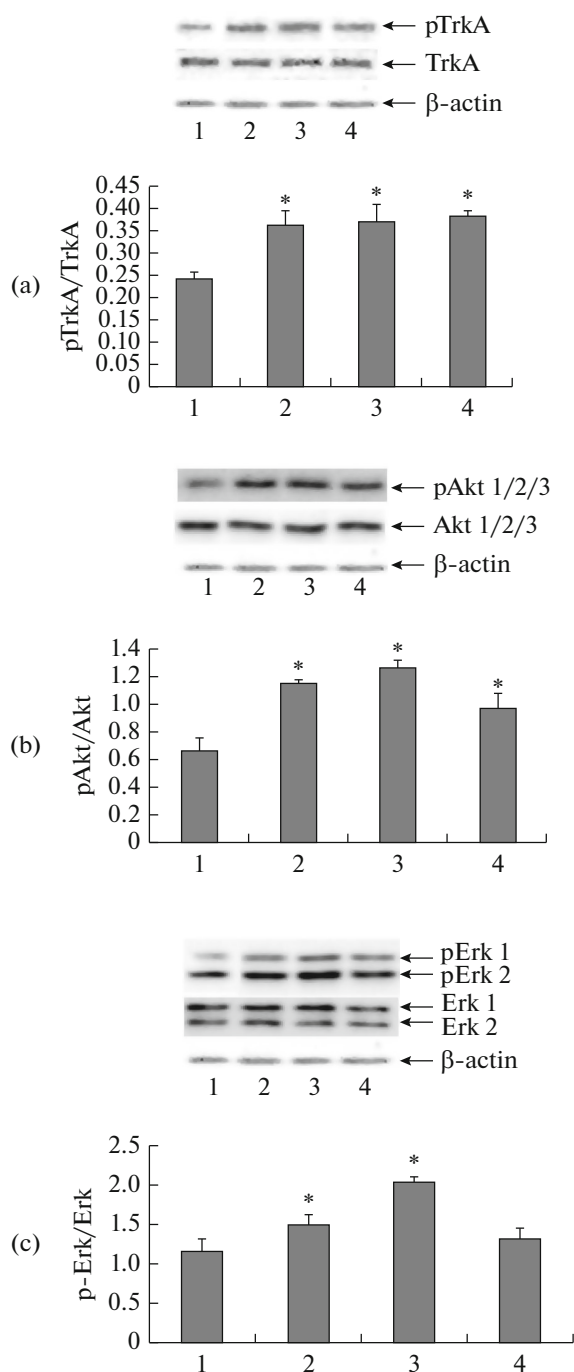 pTrkA
TrkA
β-actin
1 2 3 4
(a)
pTrkA/TrkA
0.45
0.40
0.35
0.30
0.25
0.20
0.15
0.10
0.05
0
* * *
1 2 3 4
pAkt 1/2/3
Akt 1/2/3
β-actin
1 2 3 4
(b)
pAkt/Akt
1.4
1.2
1.0
0.8
0.6
0.4
0.2
0
* * *
1 2 3 4
pErk 1
pErk 2
Erk 1
Erk 2
β-actin
1 2 3 4
(c)
p-Erk/Erk
2.5
2.0
1.5
1.0
0.5
0
* *
1 2 3 4